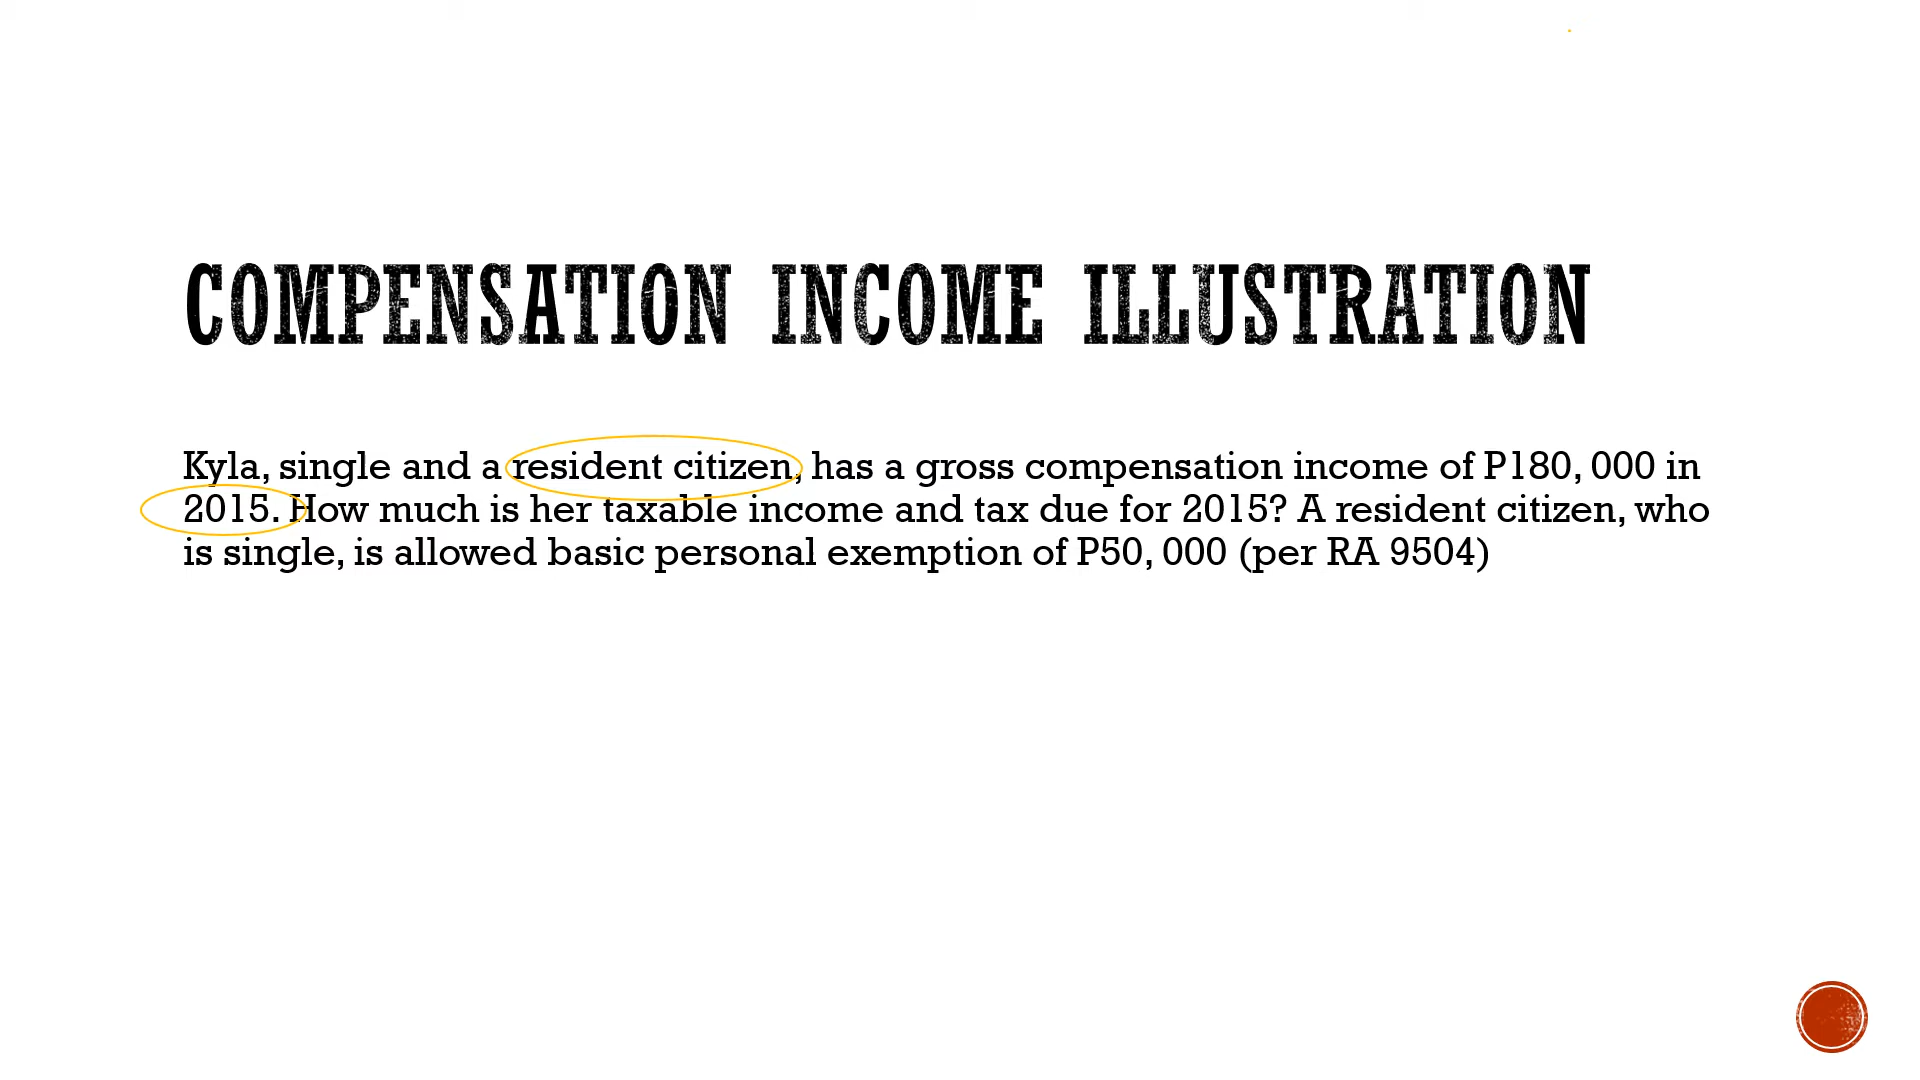 COMPENSATION INCOME ILLUSTRATION
Kyla, single and a resident citizen, has a gross compensation income of P180, 000 in
2015. How much is her taxable income and tax due for 2015? A resident citizen, who
is single, is allowed basic personal exemption of P50, 000 (per RA 9504)